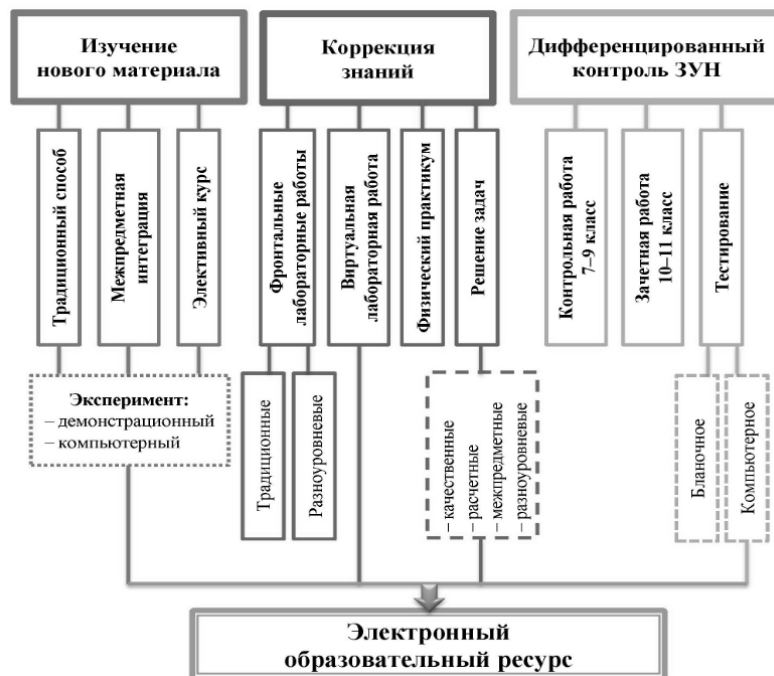 Изучение
нового материала
Коррекция
знаний
Дифференцированный
контроль ЗУН
Традиционный способ
Межпредметная
интеграция
Элективный курс
Фронтальные
лабораторные работы
Виртуальная
лабораторная работа
Физический практикум
Решение задач
Контрольная работа
7–9 класс
Зачетная работа
10–11 класс
Тестирование
Эксперимент:
– демонстрационный
– компьютерный
Традиционные
Разноуровневые
– качественные
– расчетные
– межпредметные
– разноуровневые
Бланочное
Компьютерное
Электронный
образовательный ресурс